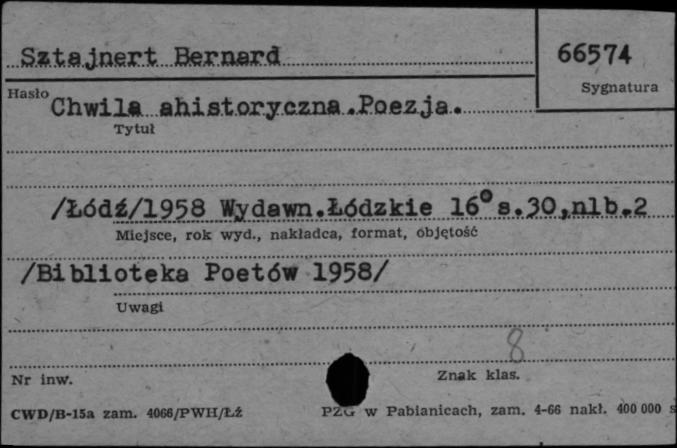 Sztajnert Bernard
66574
Sygnatura
Hasło
Chwila ahistoryczna.Poezja.
Tytuł
/Łódź/1958 Wydawn.Łódzkie 16° s.30,nlb.2
Miejsce, rok wyd., nakładca, format, objętość
/Biblioteka Poetów 1958/
Uwagi
8
Nr inw.
Znak klas.
CWD/B-15a zam. 4066/PWH/Łź
PZG w Pabianicach, zam. 4-66 nakł. 400 000 s